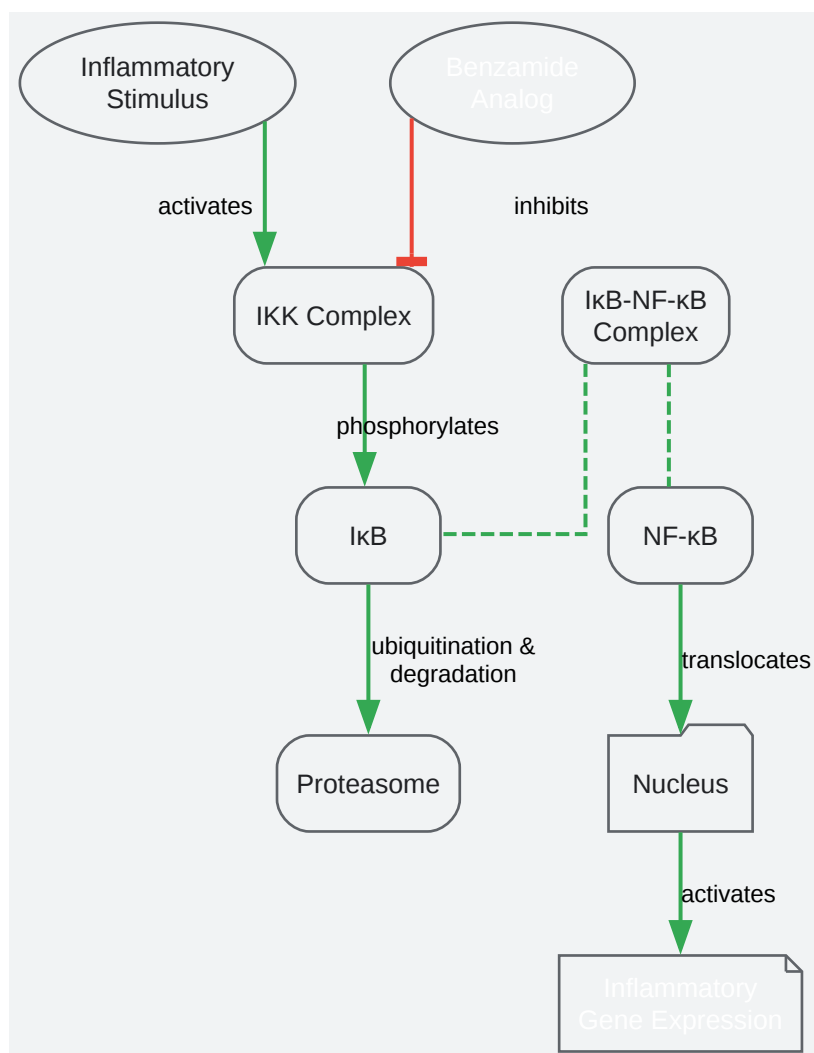 Inflammatory
Stimulus
Benzamide
Analog
activates
inhibits
IKK Complex
IκB-NF-κB
Complex
phosphorylates
IκB
NF-κB
ubiquitination &
degradation
translocates
Proteasome
Nucleus
activates
Inflammatory
Gene Expression